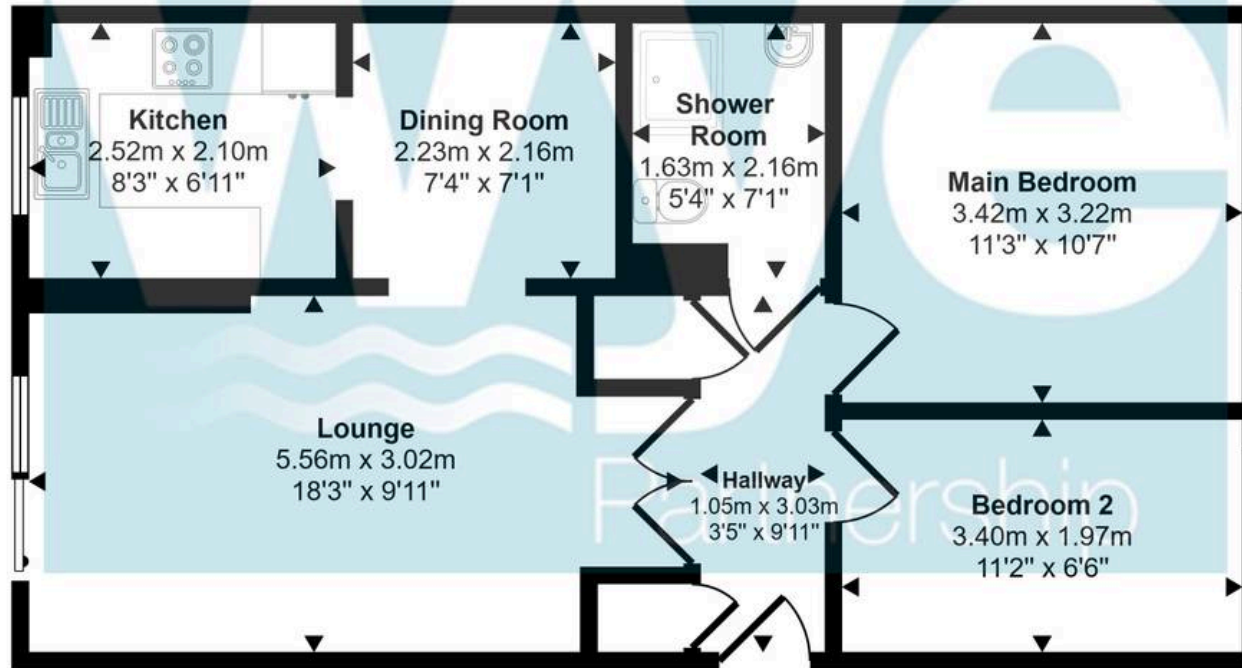 Kitchen
2.52m x 2.10m
8'3" x 6'11"
Dining Room
2.23m x 2.16m
7'4" x 7'1"
Shower
Room
1.63m x 2.16m
5'4" x 7'1"
Main Bedroom
3.42m x 3.22m
11'3" x 10'7"
Lounge
5.56m x 3.02m
18'3" x 9'11"
Hallway
1.05m x 3.03m
3'5" x 9'11"
Bedroom 2
3.40m x 1.97m
11'2" x 6'6"
wye
Partnership